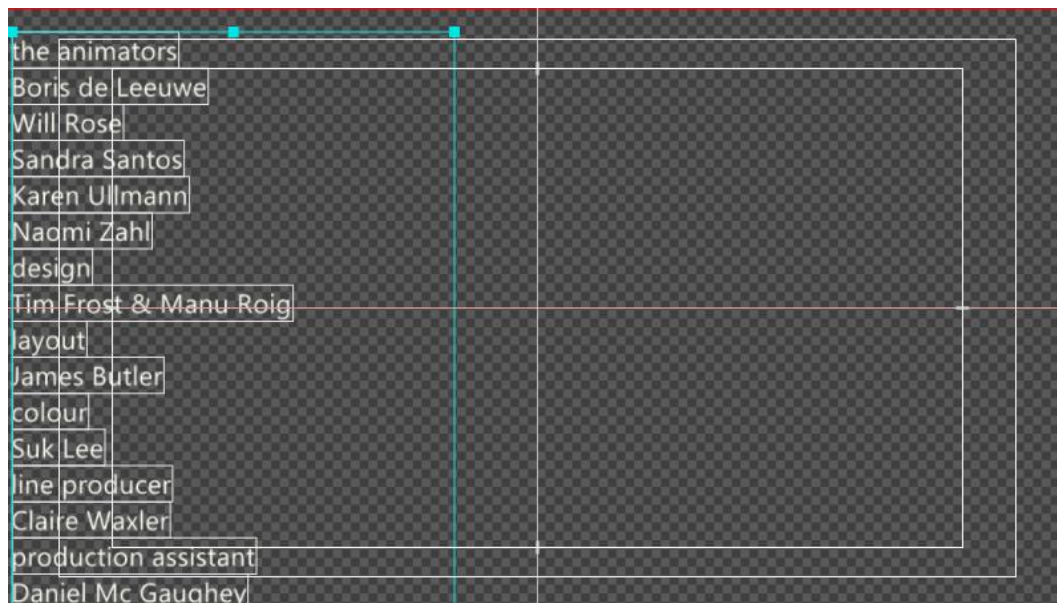 the animators
Boris de Leeuwe
Will Rose
Sandra Santos
Karen Ullmann
Naomi Zahl
design
Tim Frost & Manu Roig
layout
James Butler
colour
Suk Lee
line producer
Claire Waxler
production assistant
Daniel Mc Gaughey